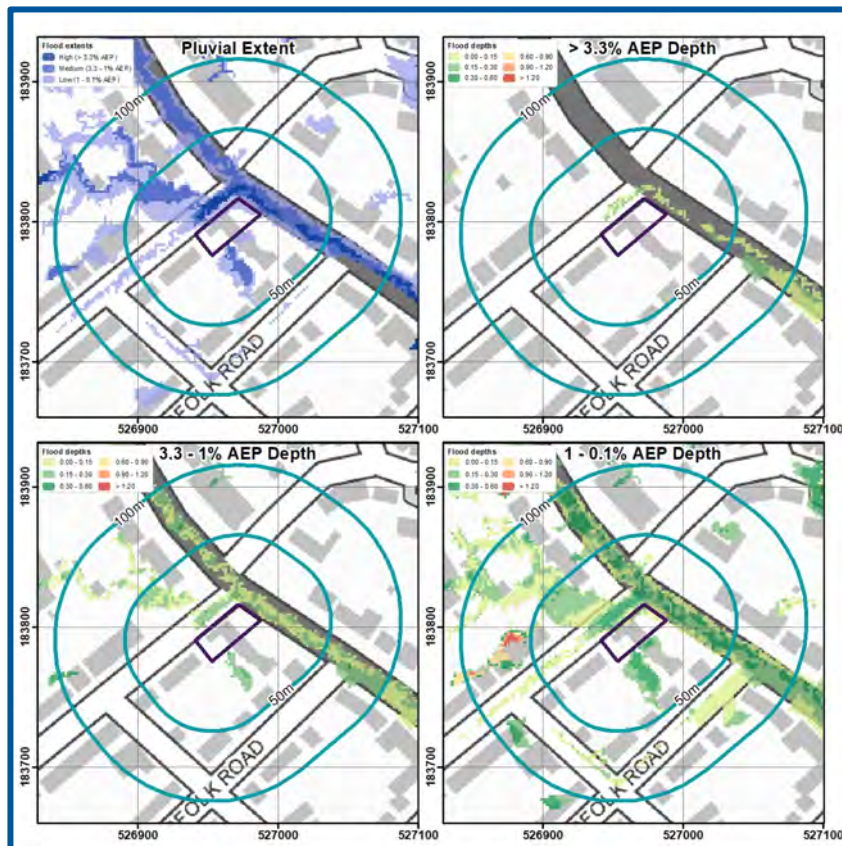 Pluvial Extent
Flood extents
High (> 3.3% AEP)
Medium (3.3 - 1% AEP)
Low (1 - 0.1% AEP)
100m
50m
FOLK ROAD
183900
183800
183700
526900
527000
> 3.3% AEP Depth
Flood depths
0.00 - 0.15
0.15 - 0.30
0.30 - 0.60
0.60 - 0.90
0.90 - 1.20
> 1.20
100m
50m
FOLK ROAD
183900
183800
183700
526900
527000
527100
3.3 - 1% AEP Depth
Flood depths
0.00 - 0.15
0.15 - 0.30
0.30 - 0.60
0.60 - 0.90
0.90 - 1.20
> 1.20
100m
50m
FOLK ROAD
183900
183800
183700
526900
527000
527100
1 - 0.1% AEP Depth
Flood depths
0.00 - 0.15
0.15 - 0.30
0.30 - 0.60
0.60 - 0.90
0.90 - 1.20
> 1.20
100m
50m
FOLK ROAD
183900
183800
183700
526900
527000
527100